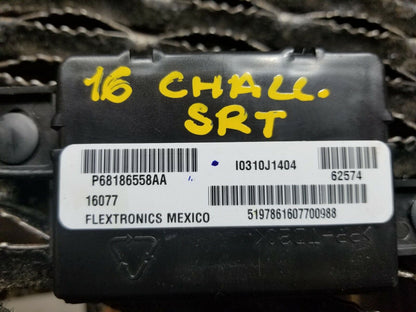 16 CHALL.
SRT
P68186558AA
I0310J1404
62574
16077
FLEXTRONICS MEXICO
5197861607700988